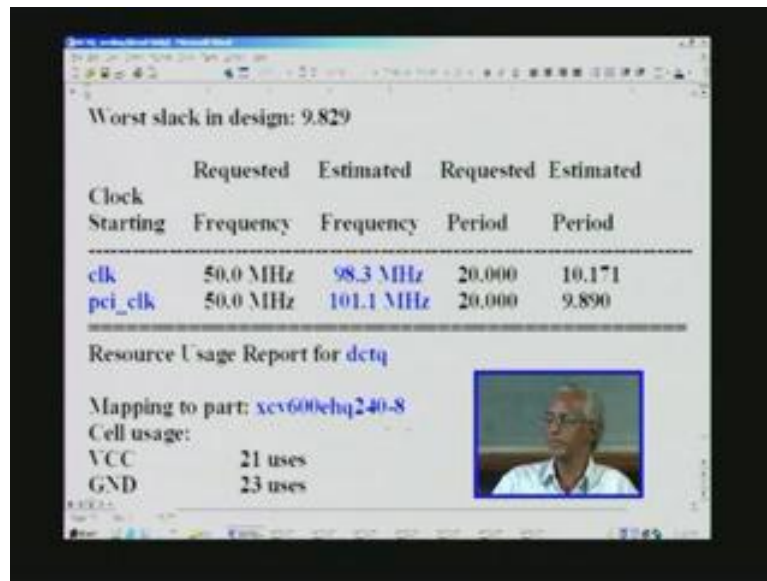 Worst slack in design: 9.829
Requested Estimated Requested Estimated
Clock
Starting Frequency Frequency Period Period
clk 50.0 MHz 98.3 MHz 20.000 10.171
pci_clk 50.0 MHz 101.1 MHz 20.000 9.890
Resource Usage Report for dctq
Mapping to part: xcv600ehq240-8
Cell usage:
VCC 21 uses
GND 23 uses